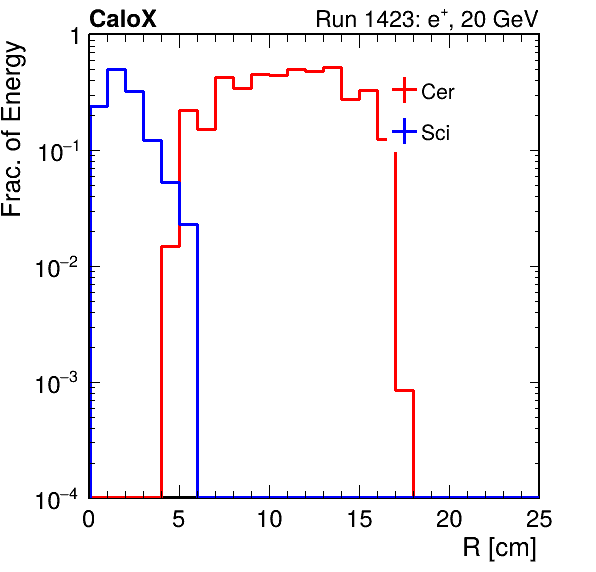 CaloX Run 1423: e⁺, 20 GeV
Frac. of Energy
1
10⁻¹
10⁻²
10⁻³
10⁻⁴
Cer
Sci
0 5 10 15 20 25
R [cm]